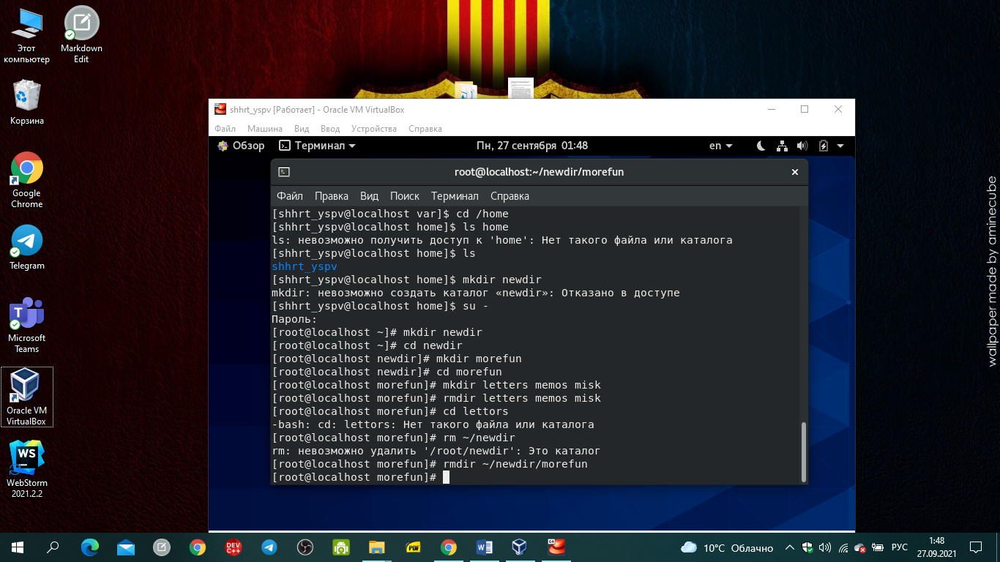 Этот
компьютер
Markdown
Edit
Корзина
Google
Chrome
Telegram
Microsoft
Teams
Oracle VM
VirtualBox
WebStorm
2021.2.2
shhrt_yspv [Работает] - Oracle VM VirtualBox
Файл Машина Вид Ввод Устройства Справка
Обзор Терминал Пн, 27 сентября 01:48 en
root@localhost:~/newdir/morefun
Файл Правка Вид Поиск Терминал Справка
[shhrt_yspv@localhost var]$ cd /home
[shhrt_yspv@localhost home]$ ls home
ls: невозможно получить доступ к 'home': Нет такого файла или каталога
[shhrt_yspv@localhost home]$ ls
shhrt_yspv
[shhrt_yspv@localhost home]$ mkdir newdir
mkdir: невозможно создать каталог «newdir»: Отказано в доступе
[shhrt_yspv@localhost home]$ su -
Пароль:
[root@localhost ~]# mkdir newdir
[root@localhost ~]# cd newdir
[root@localhost newdir]# mkdir morefun
[root@localhost newdir]# cd morefun
[root@localhost morefun]# mkdir letters memos misk
[root@localhost morefun]# rmdir letters memos misk
[root@localhost morefun]# cd lettors
-bash: cd: lettors: Нет такого файла или каталога
[root@localhost morefun]# rm ~/newdir
rm: невозможно удалить '/root/newdir': Это каталог
[root@localhost morefun]# rmdir ~/newdir/morefun
[root@localhost morefun]#
wallpaper made by aminecube
DEV
C++
PDF
64
10°C Облачно
РУС
1:48
27.09.2021